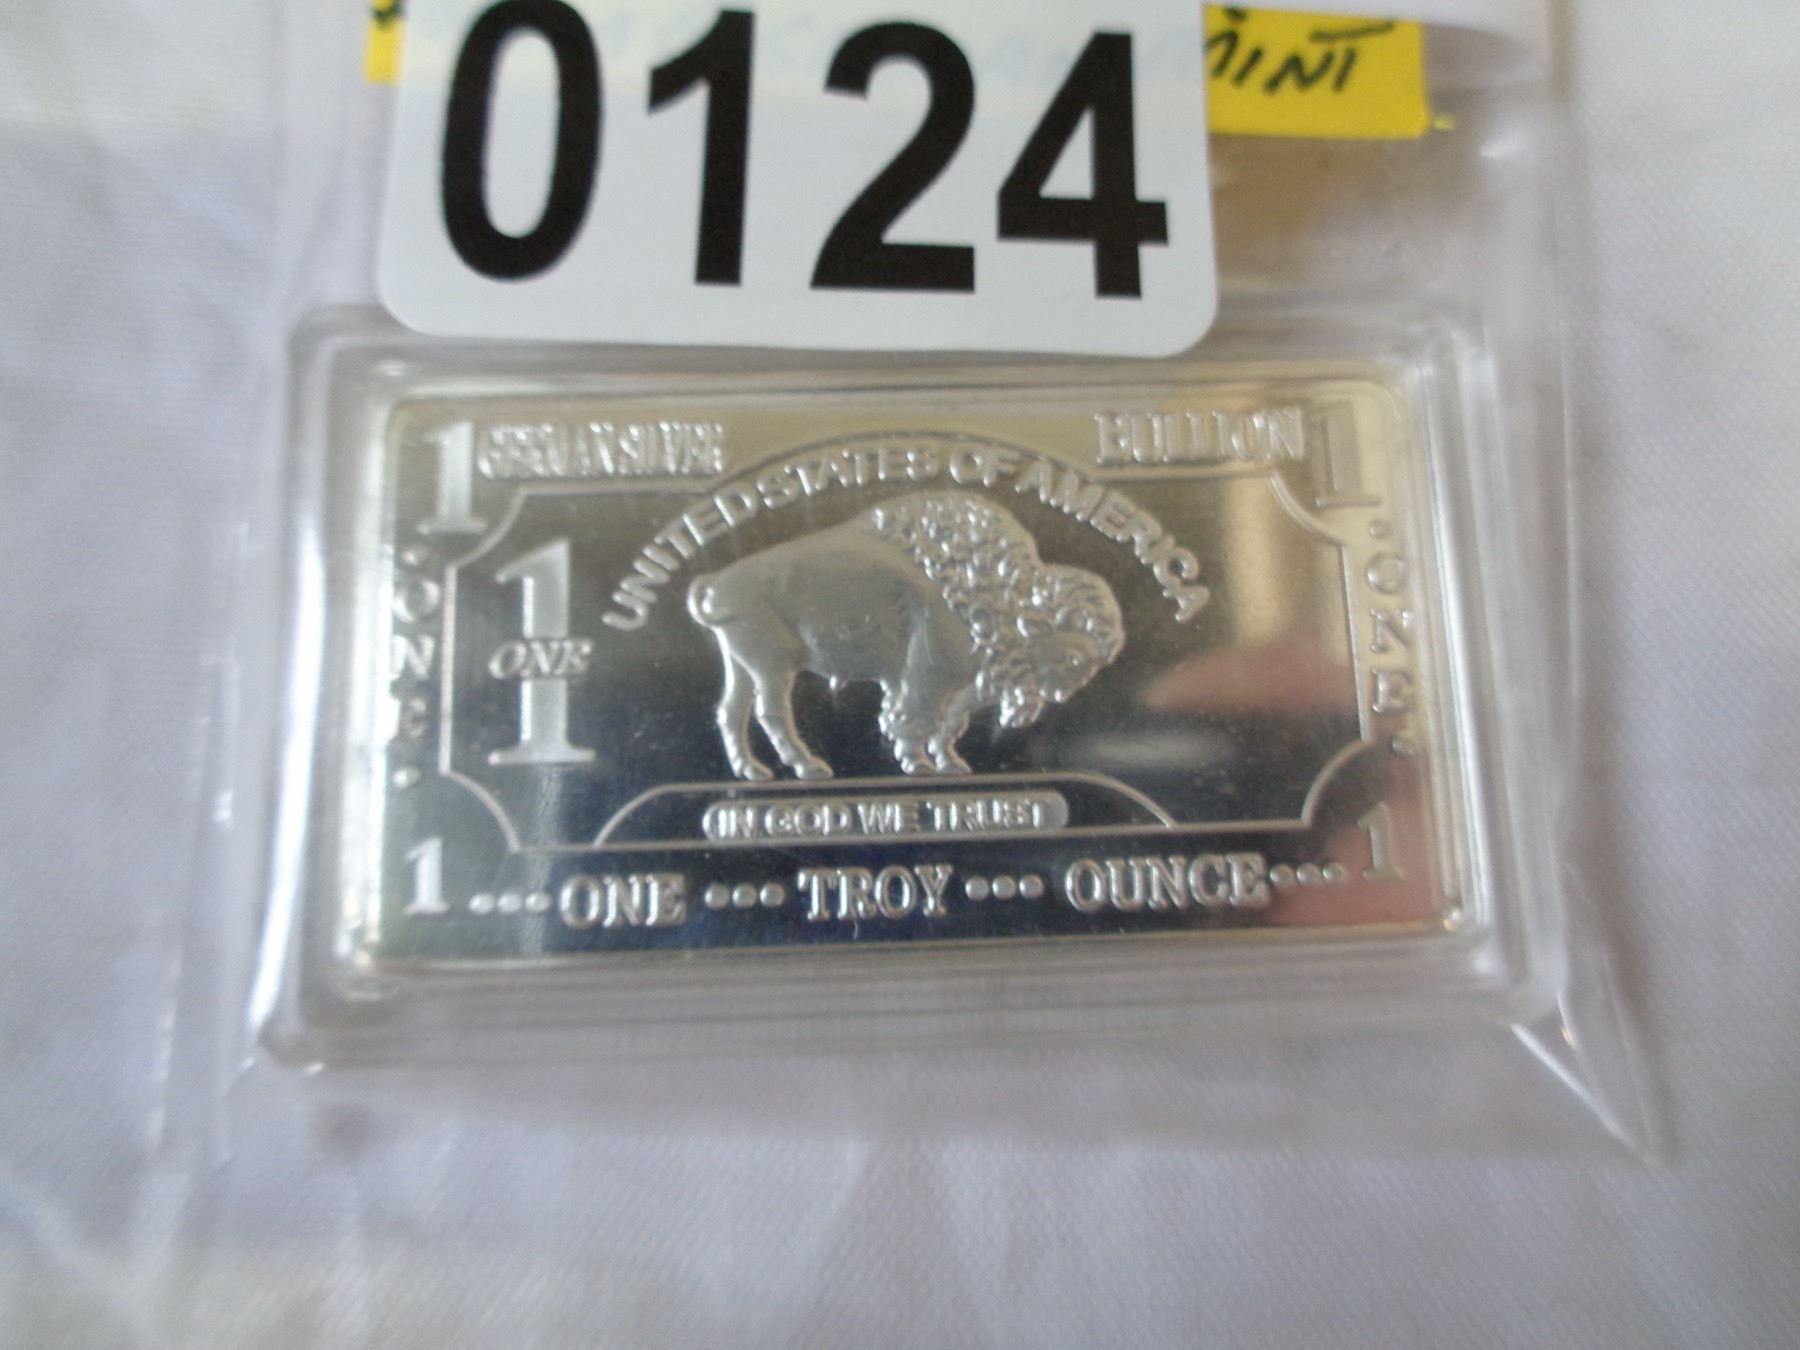 0124
MINT
1 GERMAN SILVER BULLION 1
UNITED STATES OF AMERICA
• ONE •
1
ONE
• ONE •
IN GOD WE TRUST
1 ••• ONE ••• TROY ••• OUNCE ••• 1